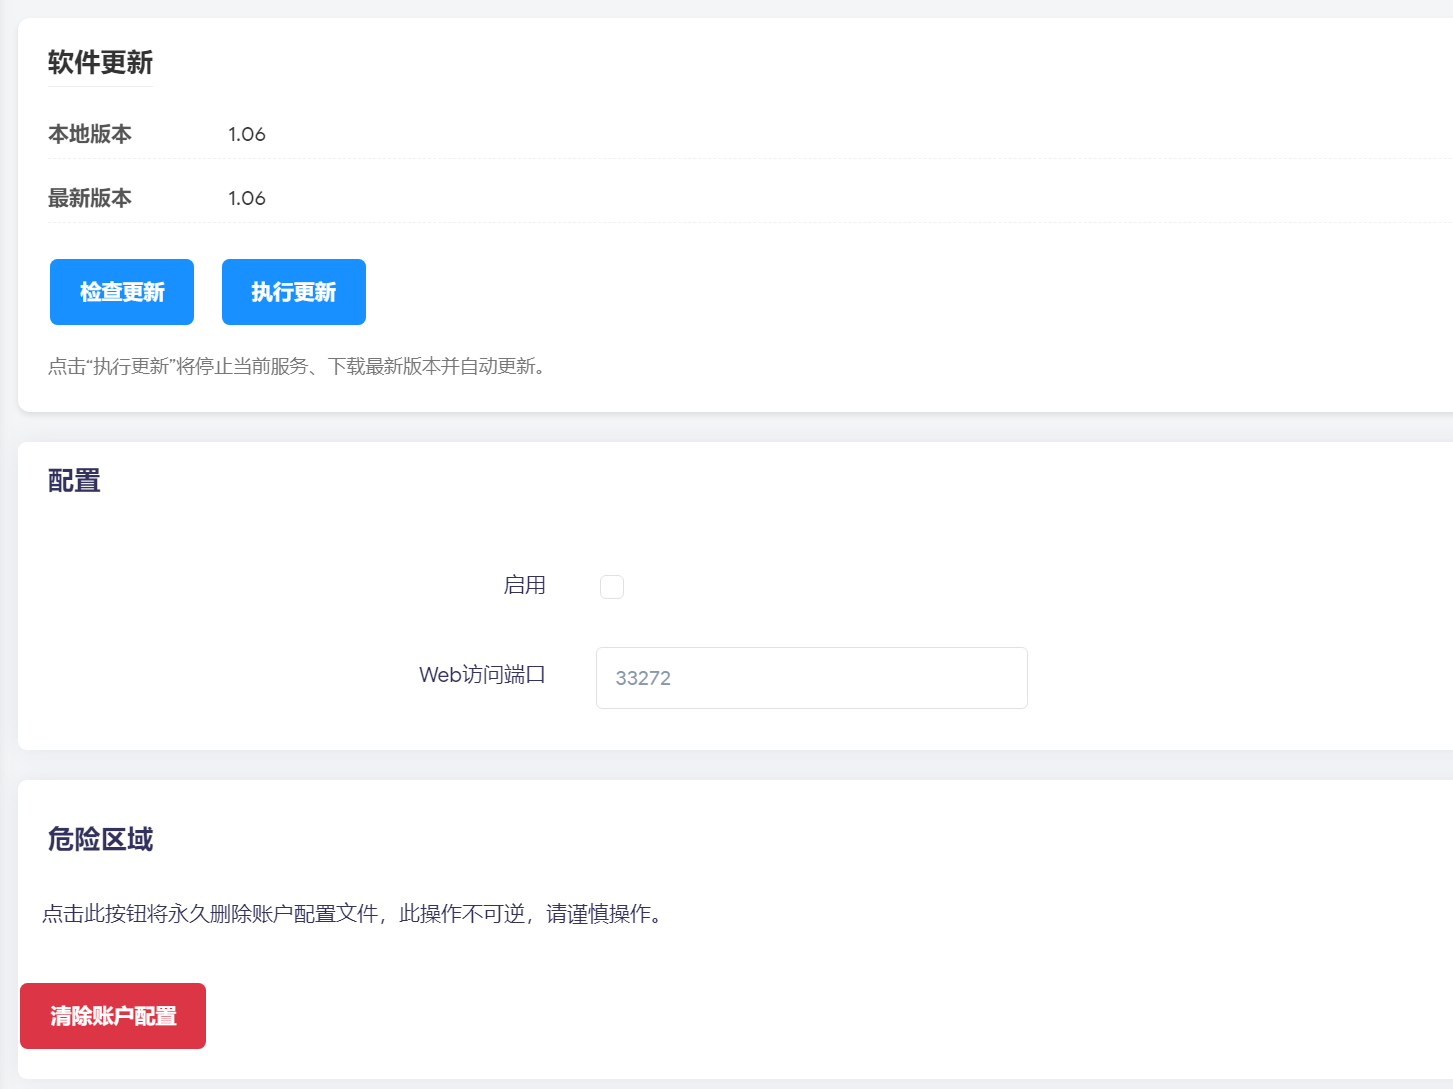 软件更新
本地版本 1.06
最新版本 1.06
检查更新 执行更新
点击“执行更新”将停止当前服务、下载最新版本并自动更新。
配置
启用
Web访问端口 33272
危险区域
点击此按钮将永久删除账户配置文件，此操作不可逆，请谨慎操作。
清除账户配置